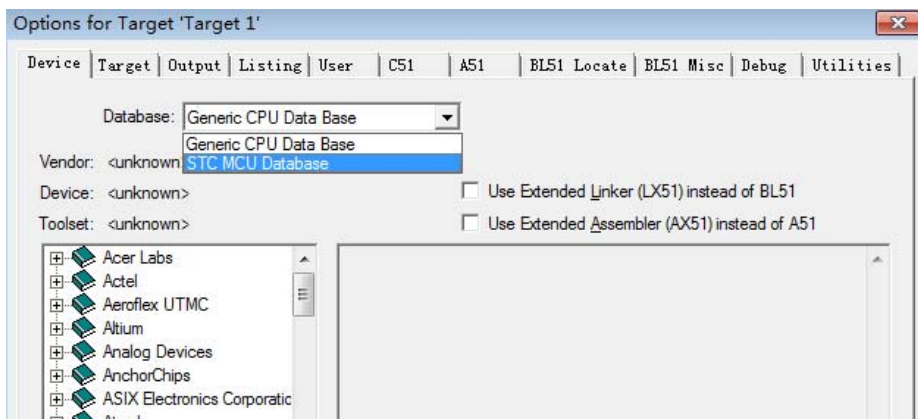 Options for Target 'Target 1'
Device Target Output Listing User C51 A51 BL51 Locate BL51 Misc Debug Utilities
Database: Generic CPU Data Base
Generic CPU Data Base
Vendor: <unknown STC MCU Database
Device: <unknown> Use Extended Linker (LX51) instead of BL51
Toolset: <unknown> Use Extended Assembler (AX51) instead of A51
Acer Labs
Actel
Aeroflex UTMC
Altium
Analog Devices
AnchorChips
ASIX Electronics Corporatic